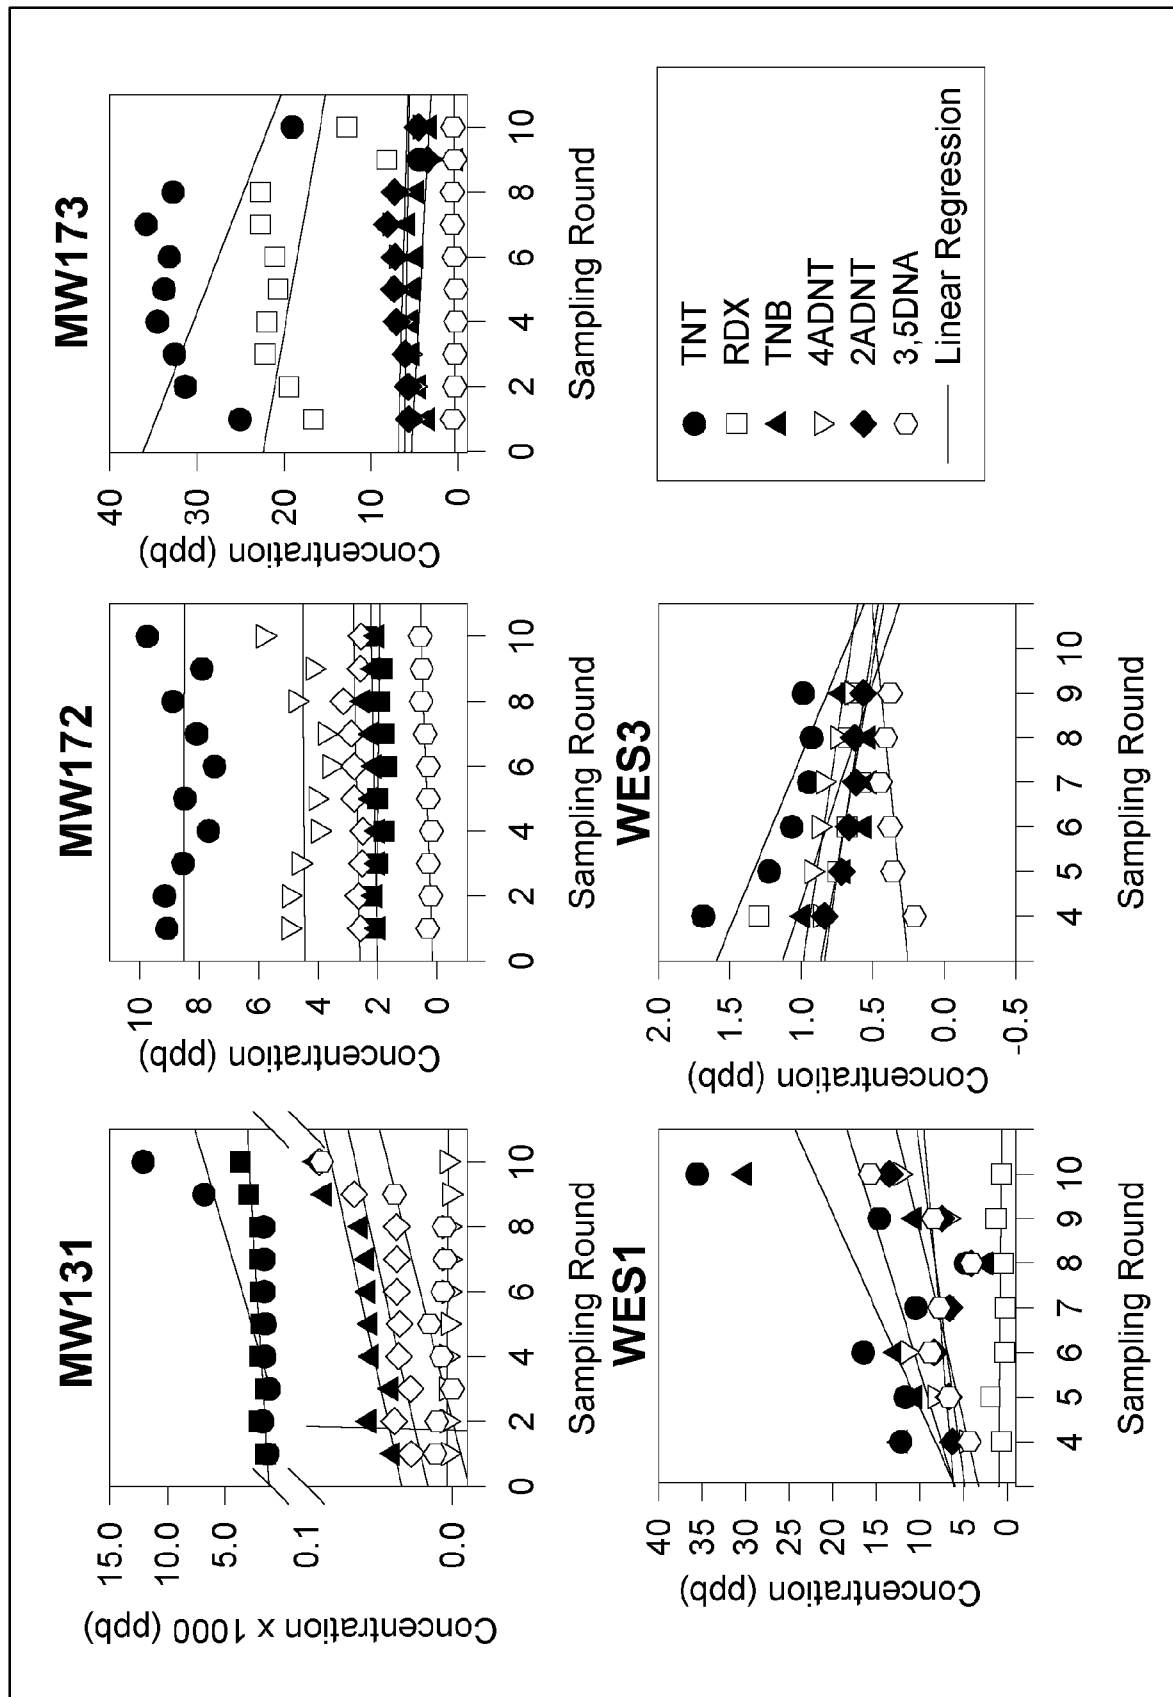 MW131
15.0
10.0
5.0
0.1
0.0
Concentration x 1000 (ppb)
0 2 4 6 8 10
Sampling Round
MW172
10
8
6
4
2
0
Concentration (ppb)
0 2 4 6 8 10
Sampling Round
MW173
40
30
20
10
0
Concentration (ppb)
0 2 4 6 8 10
Sampling Round
WES1
40
35
30
25
20
15
10
5
0
Concentration (ppb)
4 5 6 7 8 9 10
Sampling Round
WES3
2.0
1.5
1.0
0.5
0.0
-0.5
Concentration (ppb)
4 5 6 7 8 9 10
Sampling Round
TNT
RDX
TNB
4ADNT
2ADNT
3,5DNA
Linear Regression